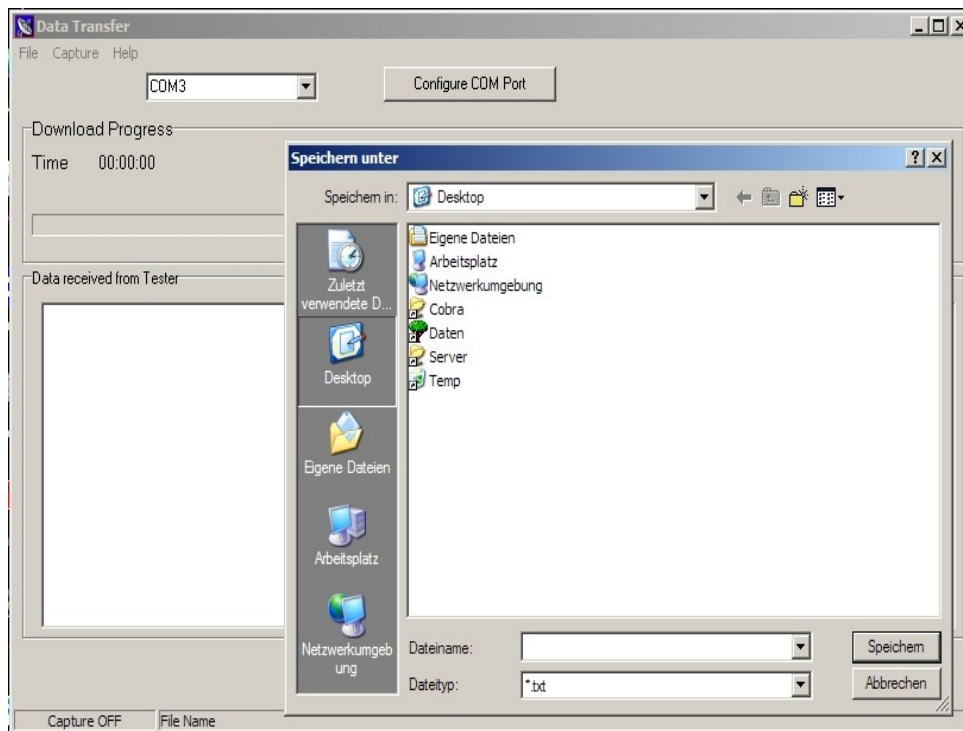 Data Transfer
File Capture Help
COM3
Configure COM Port
Download Progress
Time 00:00:00
Speichern unter
Speichern in:
Desktop
Zuletzt
verwendete D...
Desktop
Eigene Dateien
Arbeitsplatz
Netzwerkumgeb
ung
Eigene Dateien
Arbeitsplatz
Netzwerkumgebung
Cobra
Daten
Server
Temp
Dateiname:
Speichern
Dateityp:
*.txt
Abbrechen
Data received from Tester
Capture OFF
File Name